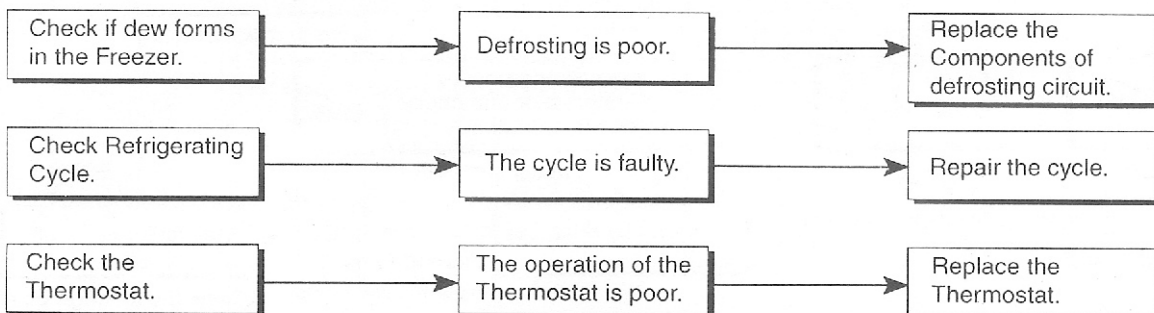 Check if dew forms
in the Freezer.
Defrosting is poor.
Replace the
Components of
defrosting circuit.
Check Refrigerating
Cycle.
The cycle is faulty.
Repair the cycle.
Check the
Thermostat.
The operation of the
Thermostat is poor.
Replace the
Thermostat.